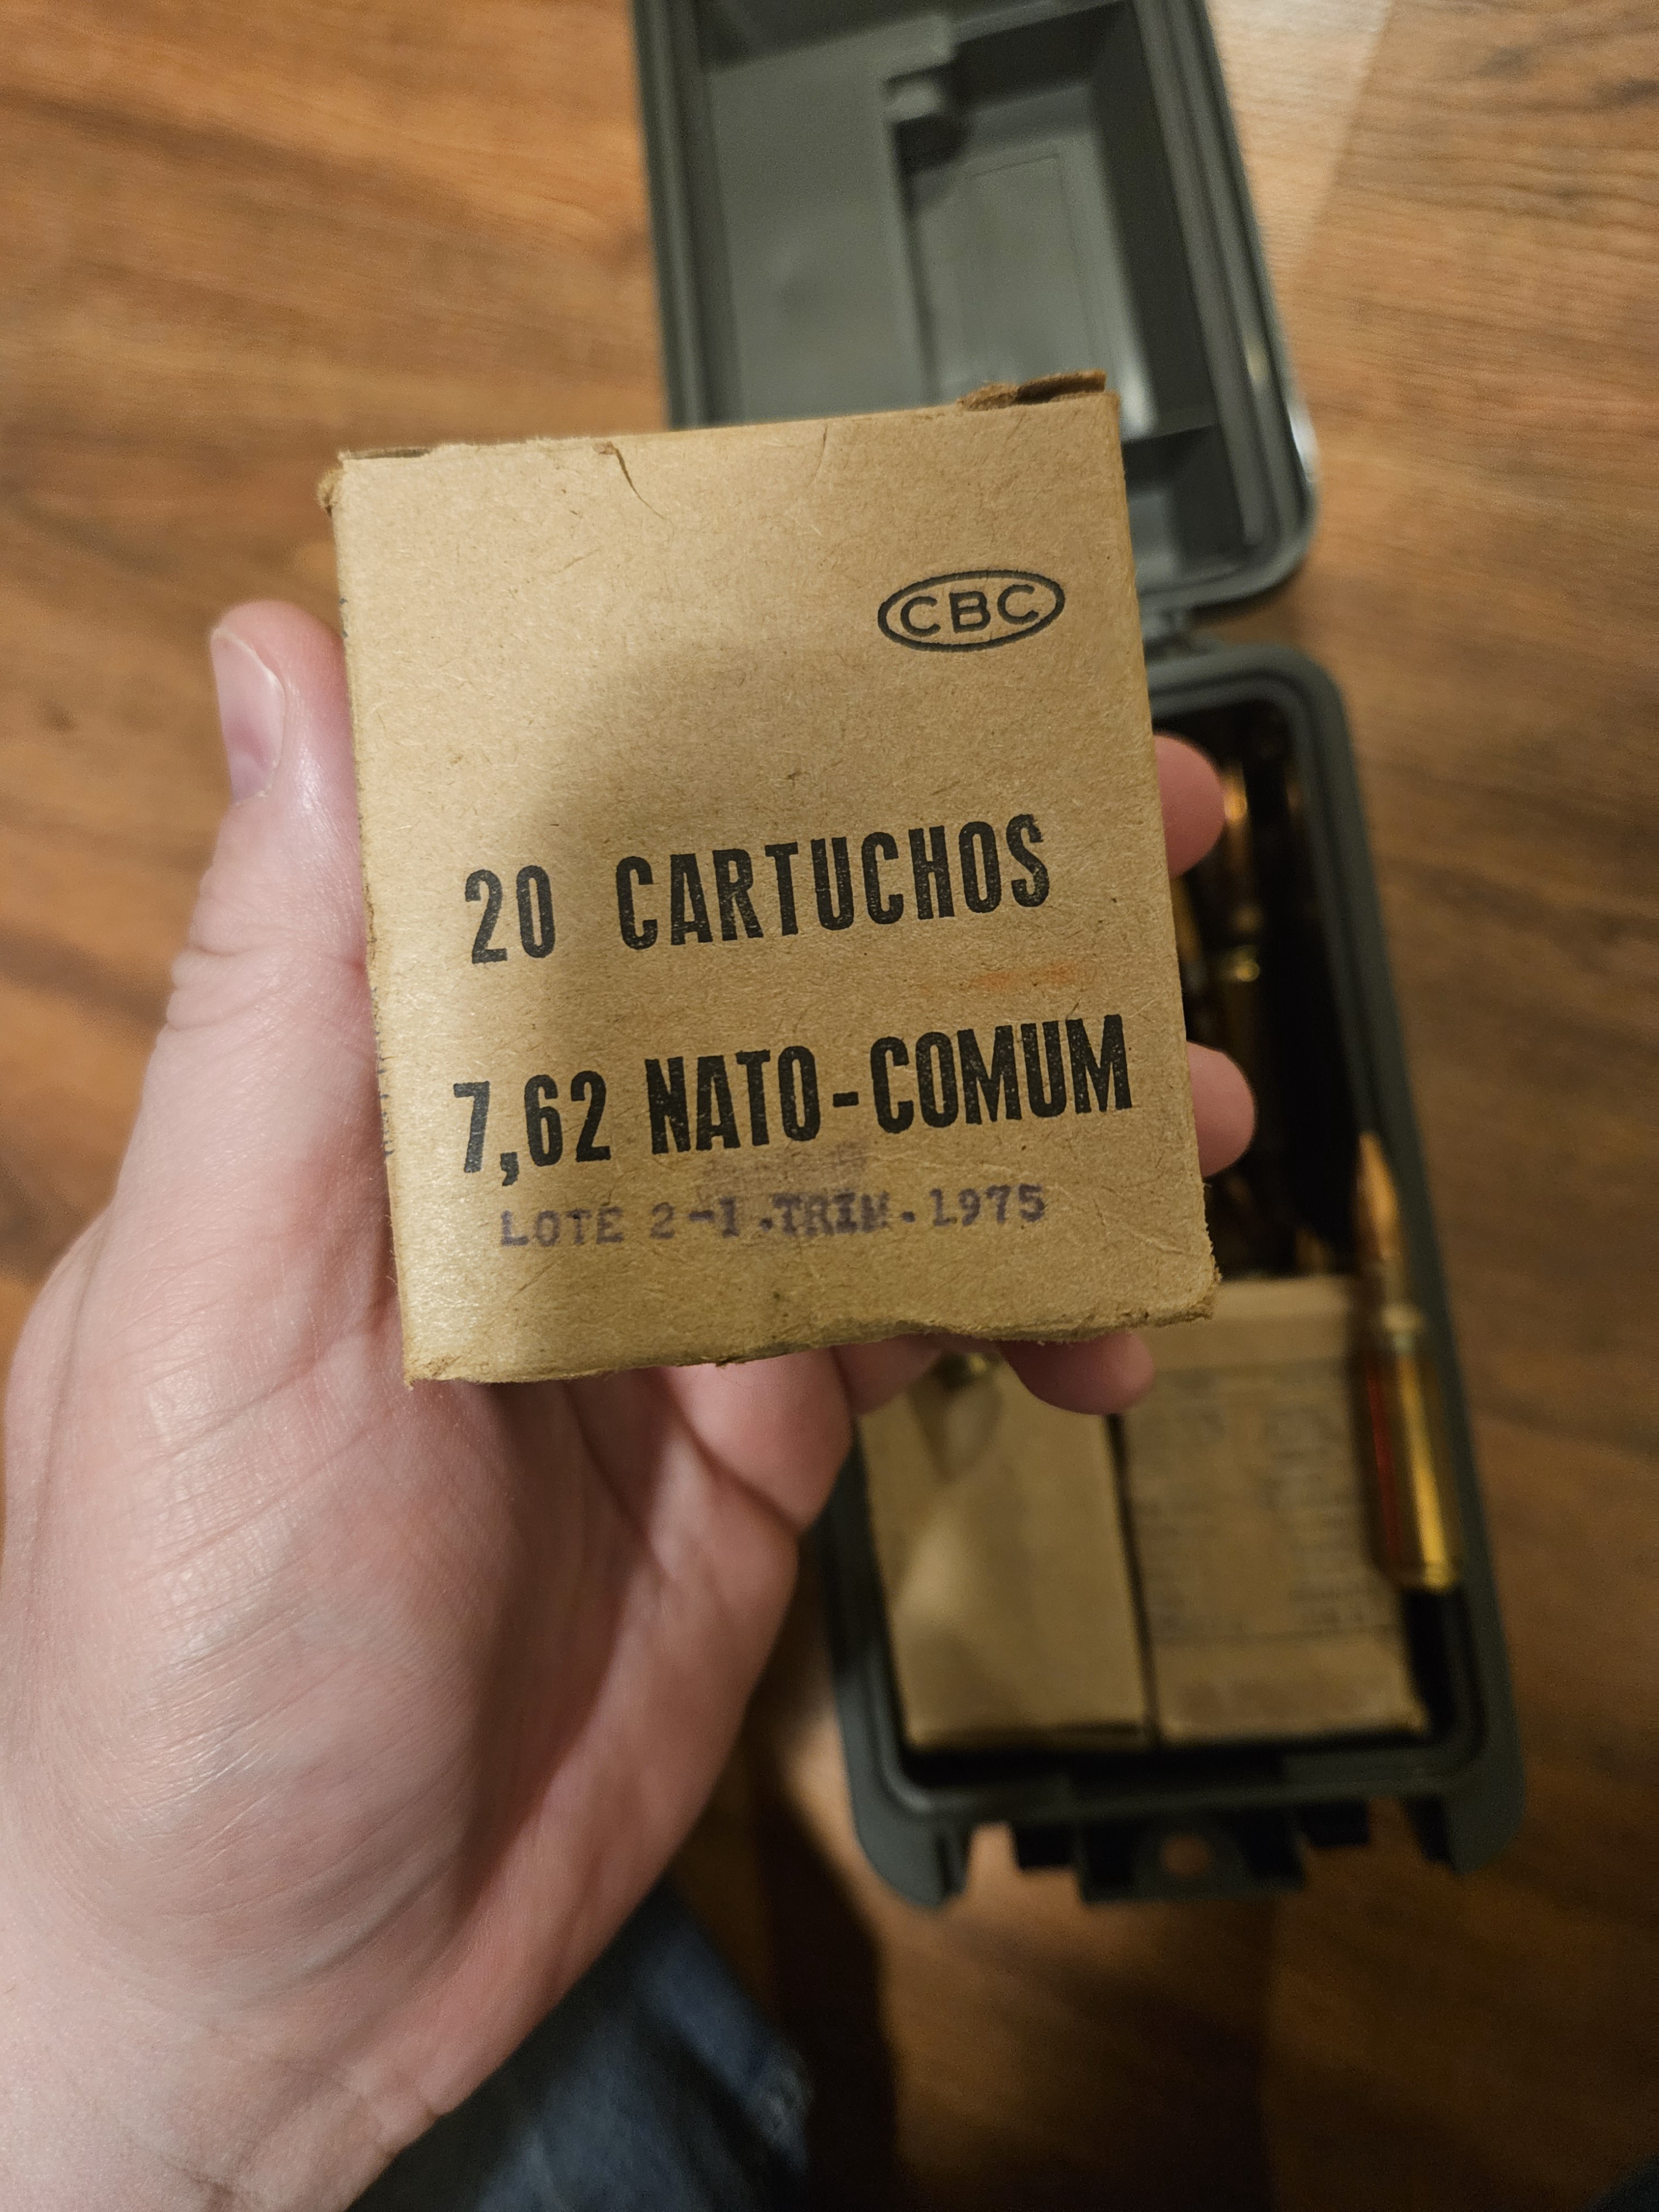 CBC
20 CARTUCHOS
7,62 NATO-COMUM
LOTE 2-1.TRIM.1975